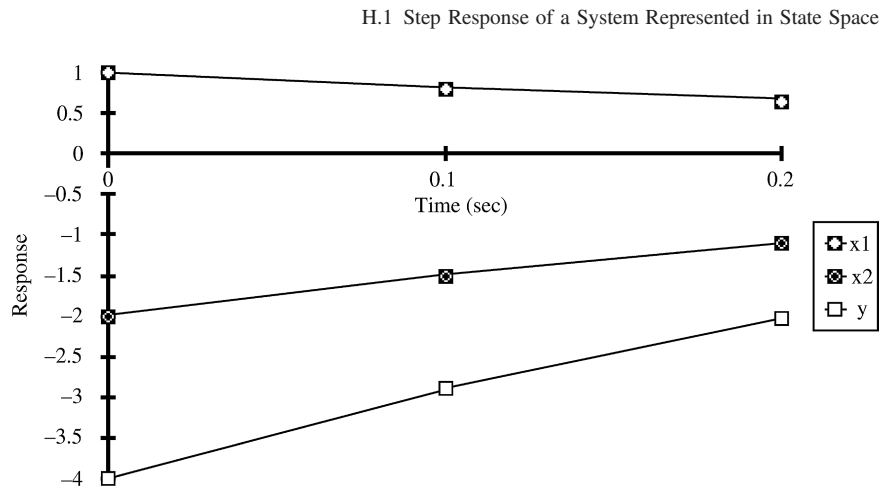 H.1 Step Response of a System Represented in State Space
1
0.5
0
0
0.1
0.2
Time (sec)
–0.5
–1
–1.5
–2
–2.5
–3
–3.5
–4
Response
x1
x2
y